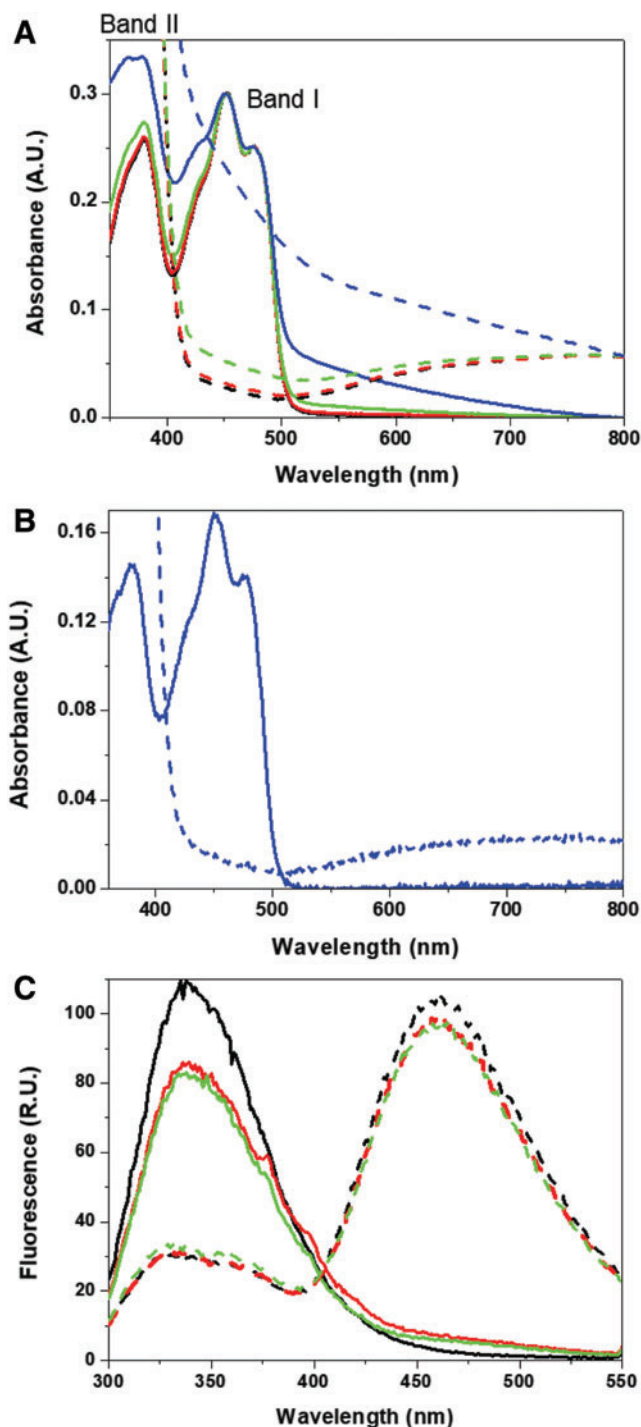 A
Band II
Band I
Absorbance (A.U.)
0.3
0.2
0.1
0.0
400 500 600 700 800
Wavelength (nm)
B
Absorbance (A.U.)
0.16
0.12
0.08
0.04
0.00
400 500 600 700 800
Wavelength (nm)
C
Fluorescence (R.U.)
100
80
60
40
20
0
300 350 400 450 500 550
Wavelength (nm)